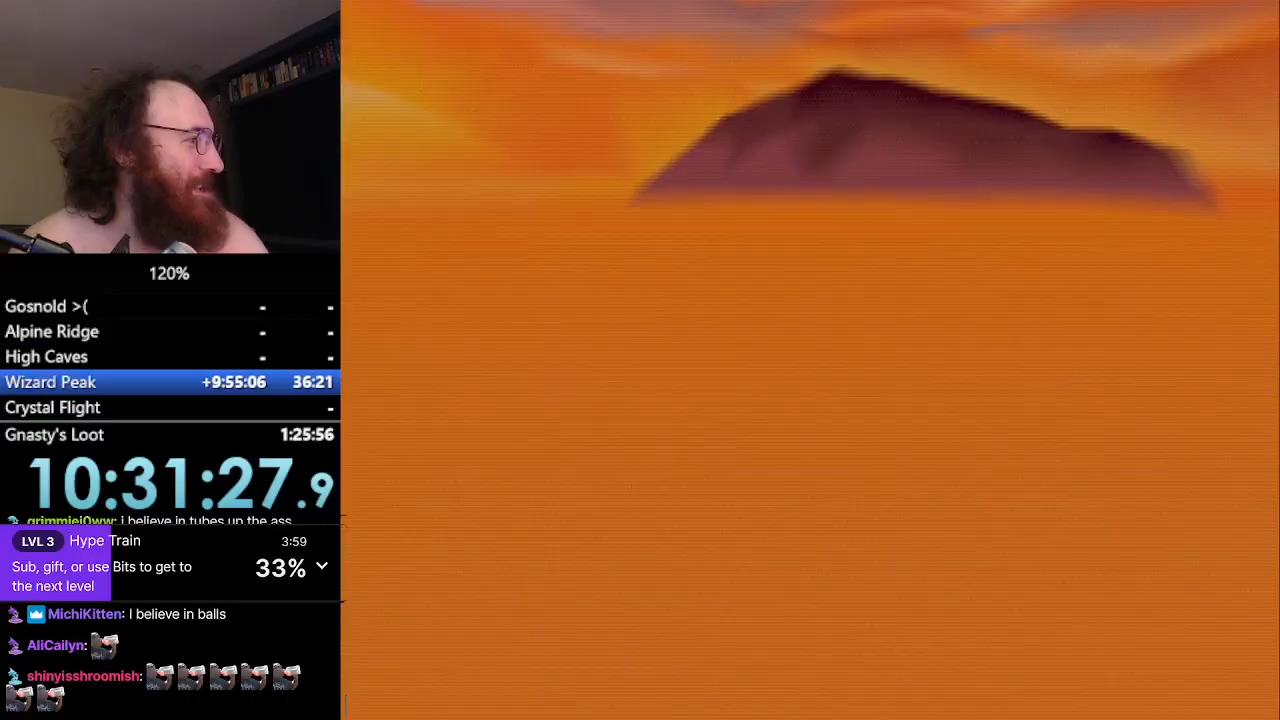 120%
Gosnold >( - -
Alpine Ridge - -
High Caves - -
Wizard Peak +9:55:06 36:21
Crystal Flight -
Gnasty's Loot 1:25:56
10:31:27.9
grimmiej0ww: i believe in tubes up the ass
LVL 3 Hype Train 3:59
Sub, gift, or use Bits to get to 33%
the next level
MichiKitten: I believe in balls
AliCailyn:
shinyisshroomish: